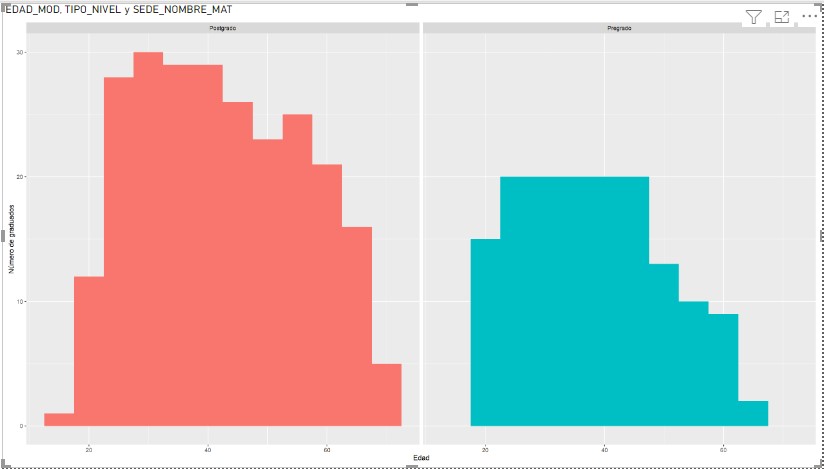 EDAD_MOD, TIPO_NIVEL y SEDE_NOMBRE_MAT
Postgrado
Pregrado
30
20
10
0
Número de graduados
20
40
60
20
40
60
Edad